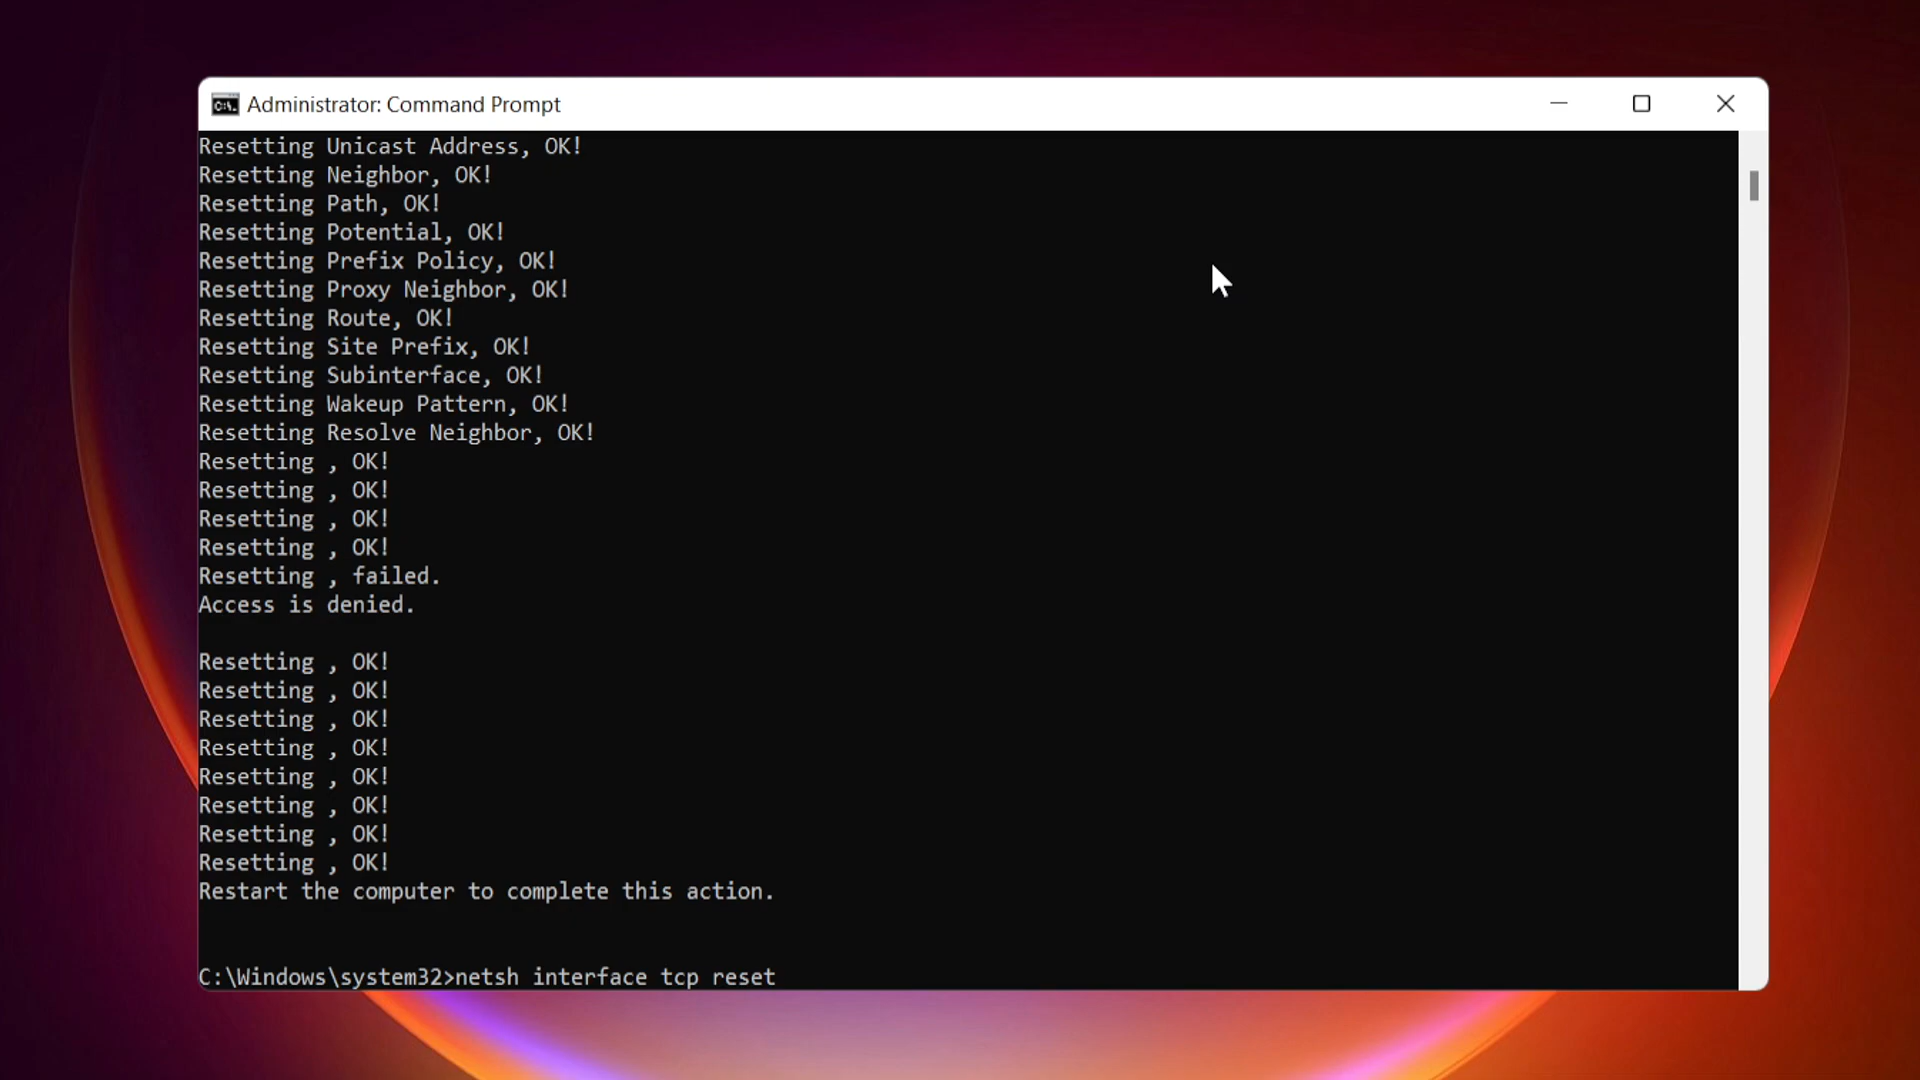 Administrator: Command Prompt
Resetting Unicast Address, OK!
Resetting Neighbor, OK!
Resetting Path, OK!
Resetting Potential, OK!
Resetting Prefix Policy, OK!
Resetting Proxy Neighbor, OK!
Resetting Route, OK!
Resetting Site Prefix, OK!
Resetting Subinterface, OK!
Resetting Wakeup Pattern, OK!
Resetting Resolve Neighbor, OK!
Resetting , OK!
Resetting , OK!
Resetting , OK!
Resetting , OK!
Resetting , failed.
Access is denied.
Resetting , OK!
Resetting , OK!
Resetting , OK!
Resetting , OK!
Resetting , OK!
Resetting , OK!
Resetting , OK!
Resetting , OK!
Restart the computer to complete this action.
C:\Windows\system32>netsh interface tcp reset